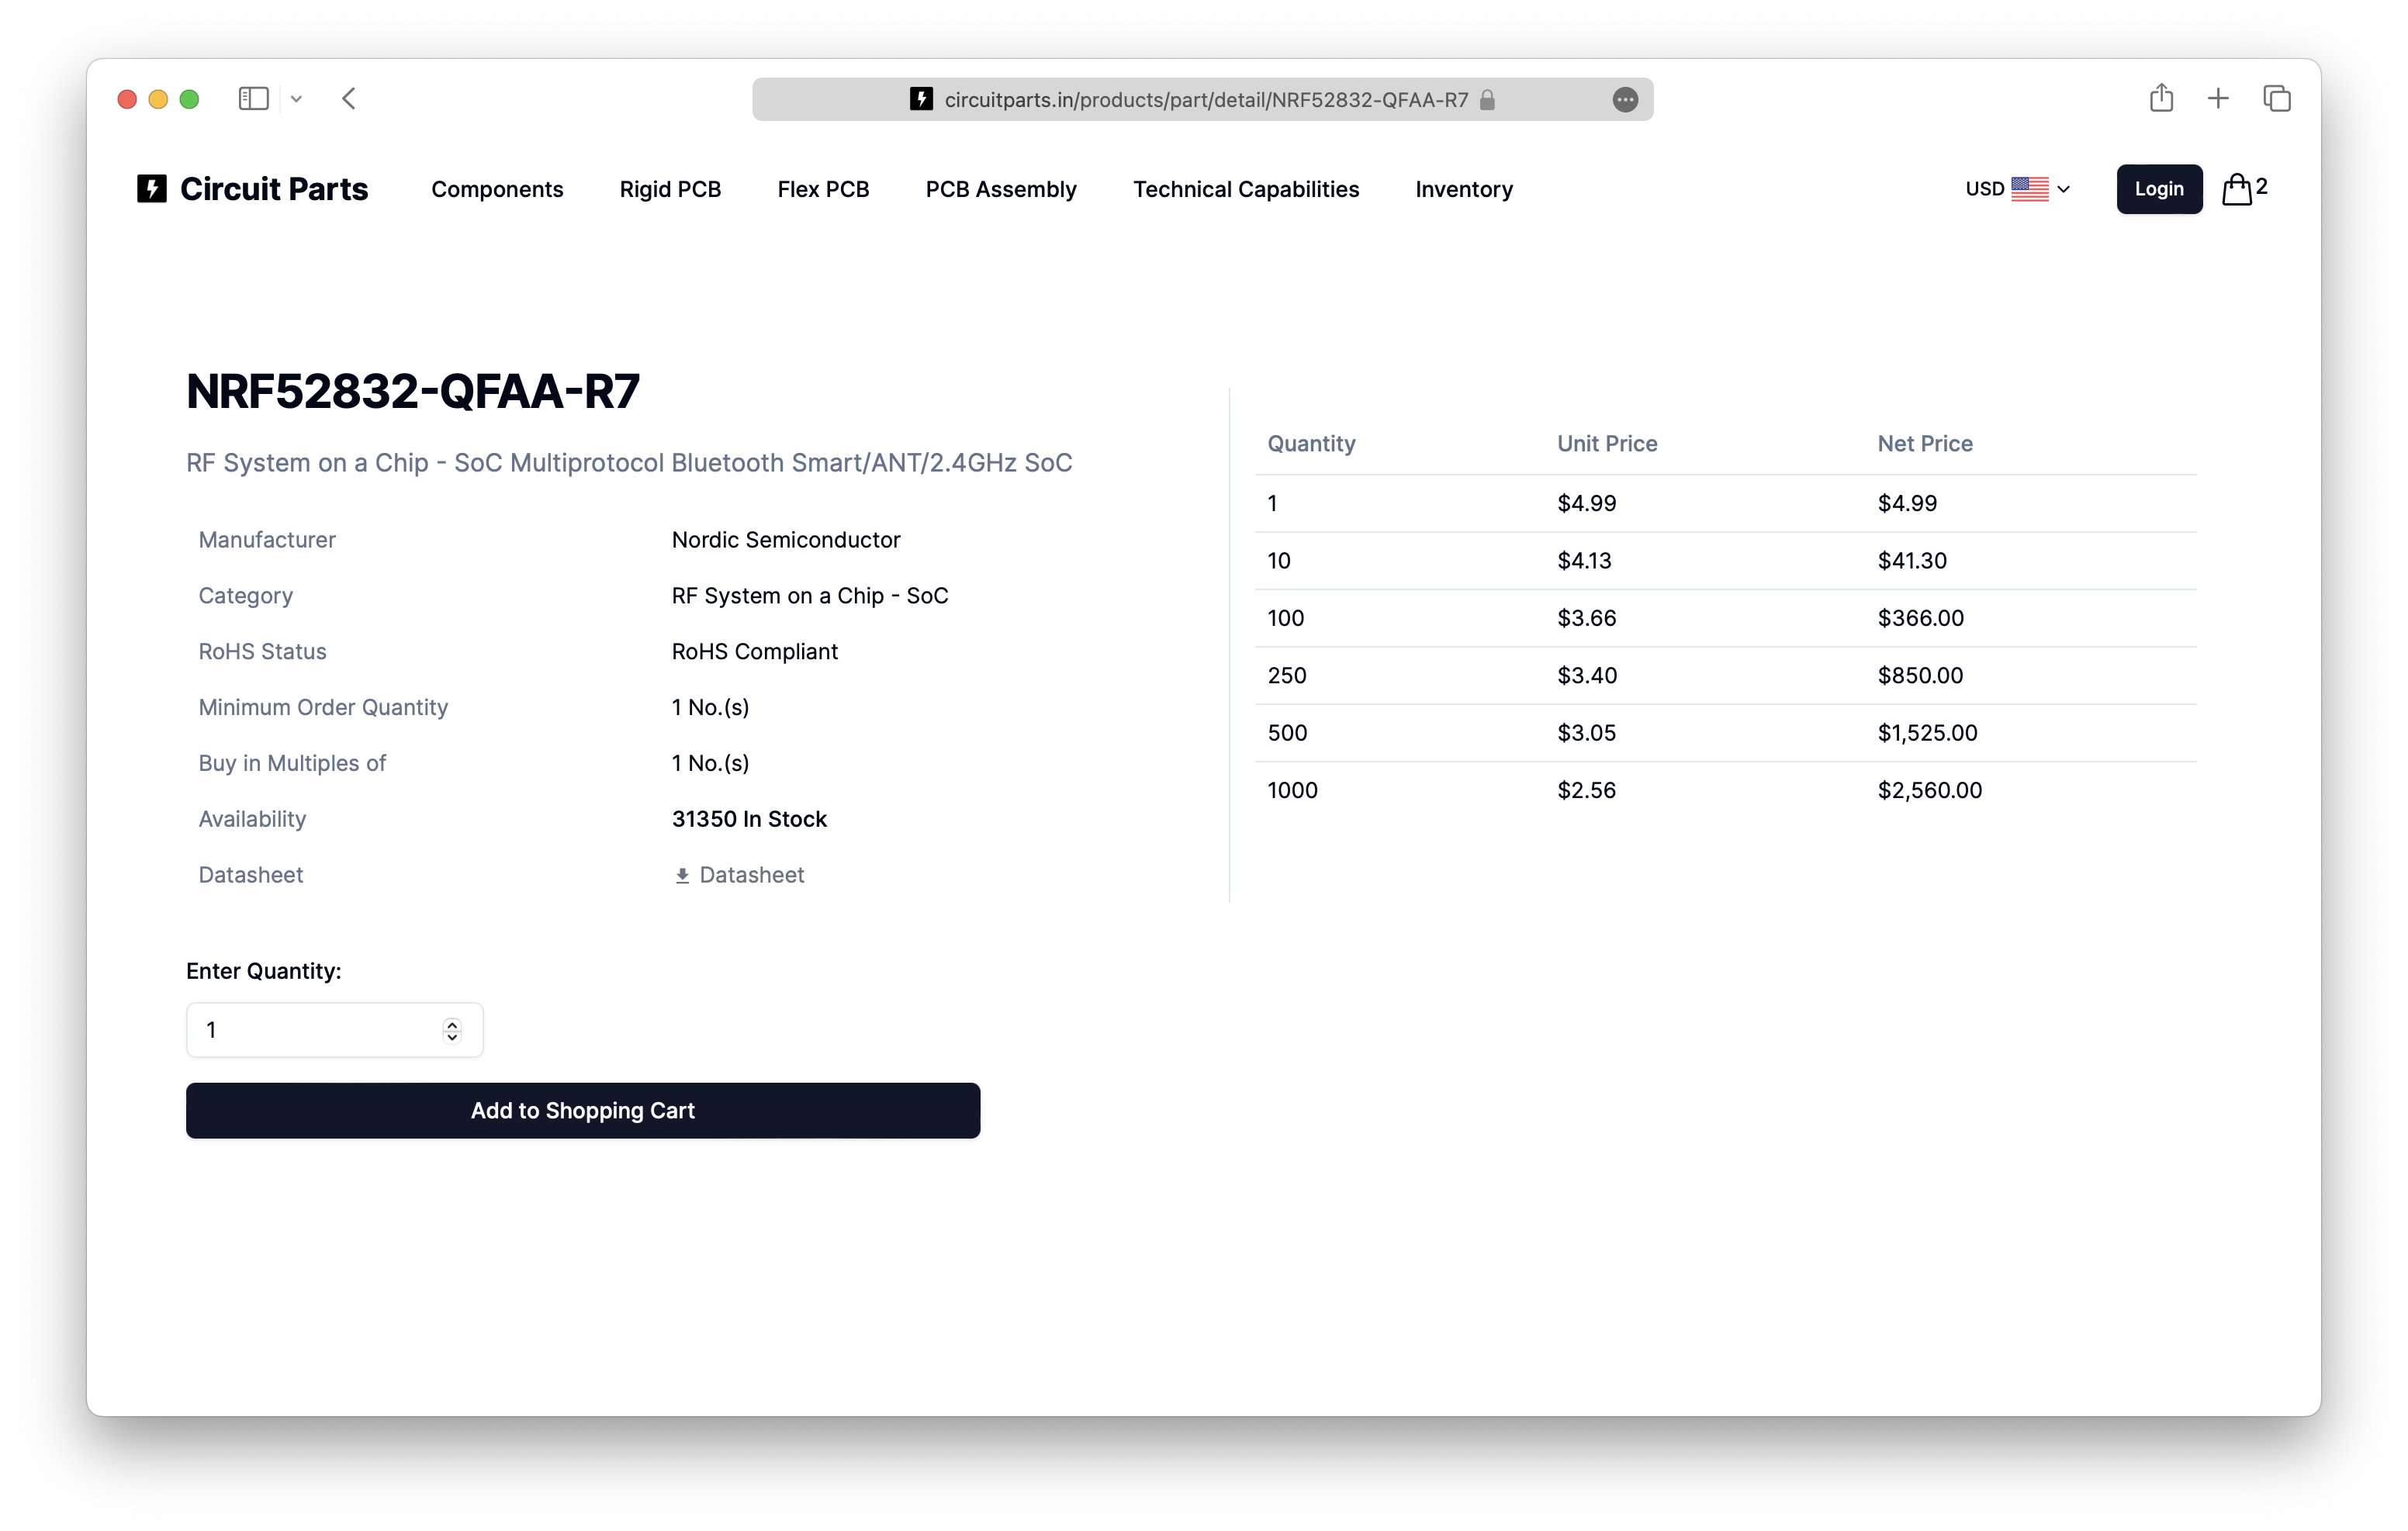 circuitparts.in/products/part/detail/NRF52832-QFAA-R7
Circuit Parts
Components
Rigid PCB
Flex PCB
PCB Assembly
Technical Capabilities
Inventory
USD
Login
2
NRF52832-QFAA-R7
RF System on a Chip - SoC Multiprotocol Bluetooth Smart/ANT/2.4GHz SoC
Manufacturer Nordic Semiconductor
Category RF System on a Chip - SoC
RoHS Status RoHS Compliant
Minimum Order Quantity 1 No.(s)
Buy in Multiples of 1 No.(s)
Availability 31350 In Stock
Datasheet Datasheet
Enter Quantity:
1
Add to Shopping Cart
Quantity Unit Price Net Price
1 $4.99 $4.99
10 $4.13 $41.30
100 $3.66 $366.00
250 $3.40 $850.00
500 $3.05 $1,525.00
1000 $2.56 $2,560.00